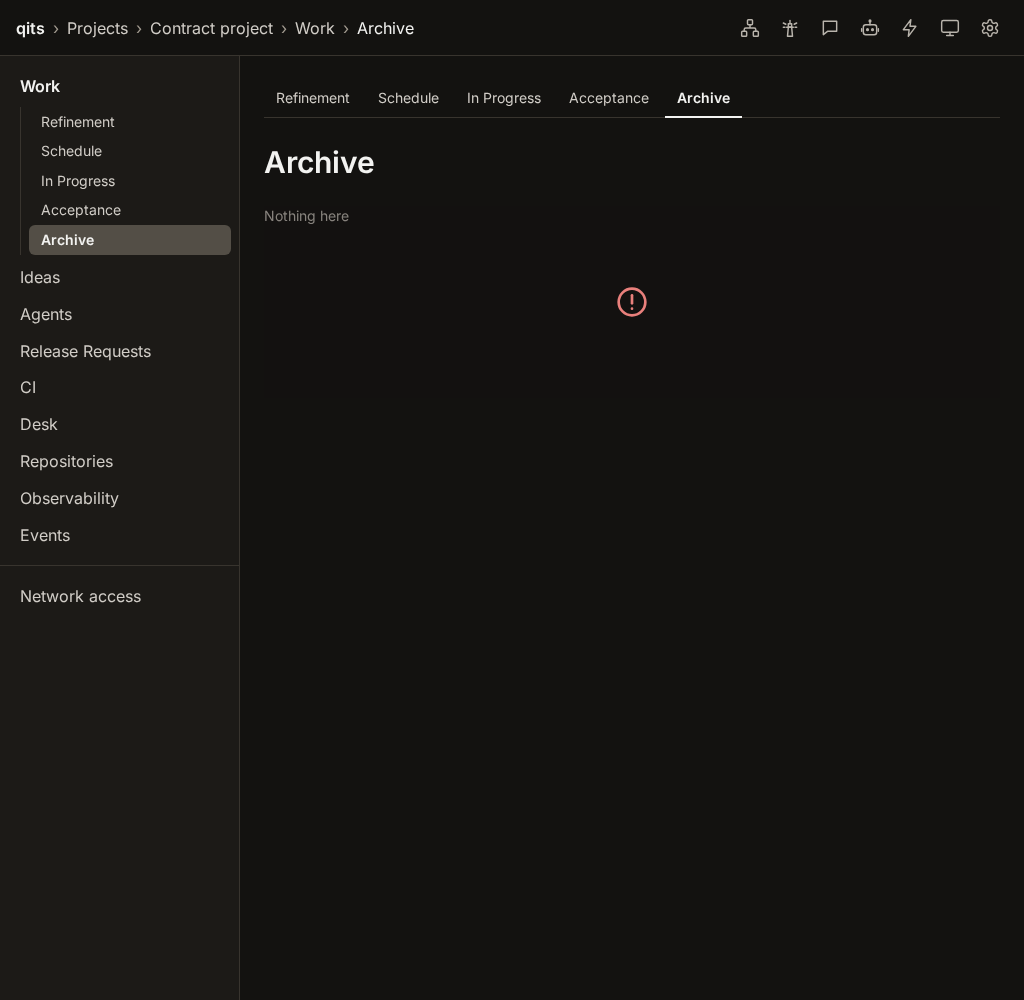 qits › Projects › Contract project › Work › Archive
Work
Refinement
Schedule
In Progress
Acceptance
Archive
Ideas
Agents
Release Requests
CI
Desk
Repositories
Observability
Events
Network access
Refinement Schedule In Progress Acceptance Archive
Archive
Nothing here